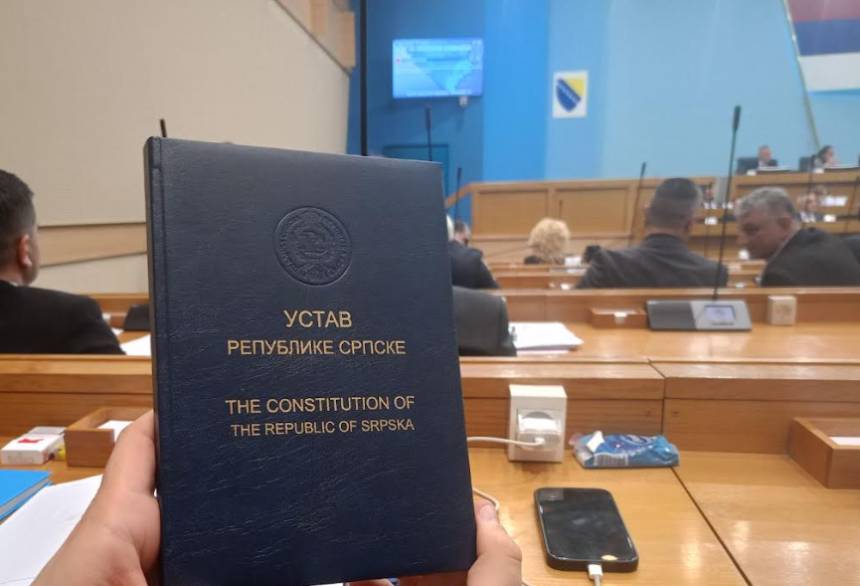 УСТАВ
РЕПУБЛИКЕ СРПСКЕ
THE CONSTITUTION OF
THE REPUBLIC OF SRPSKA